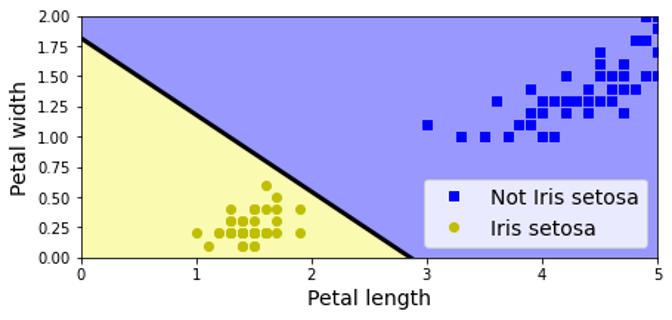 2.00
1.75
1.50
1.25
1.00
0.75
0.50
0.25
0.00
Petal width
Not Iris setosa
Iris setosa
0 1 2 3 4 5
Petal length